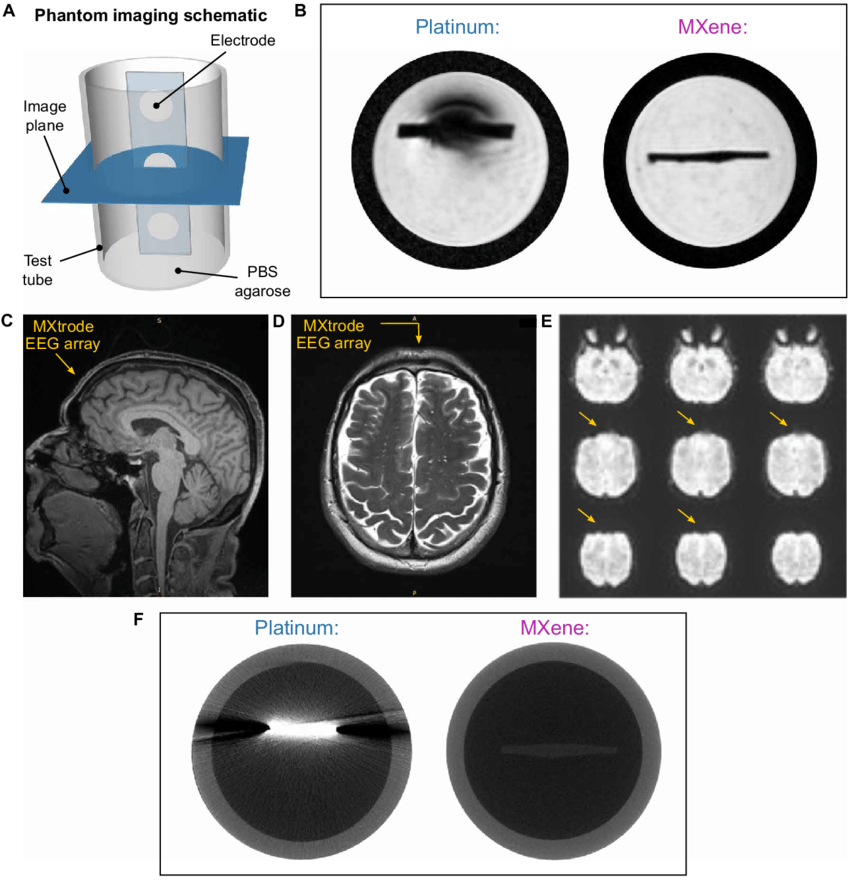 A
Phantom imaging schematic
Electrode
Image
plane
Test
tube
PBS
agarose
B
Platinum:
MXene:
C
MXtrode
EEG array
S
I
D
MXtrode
EEG array
A
P
E
F
Platinum:
MXene: